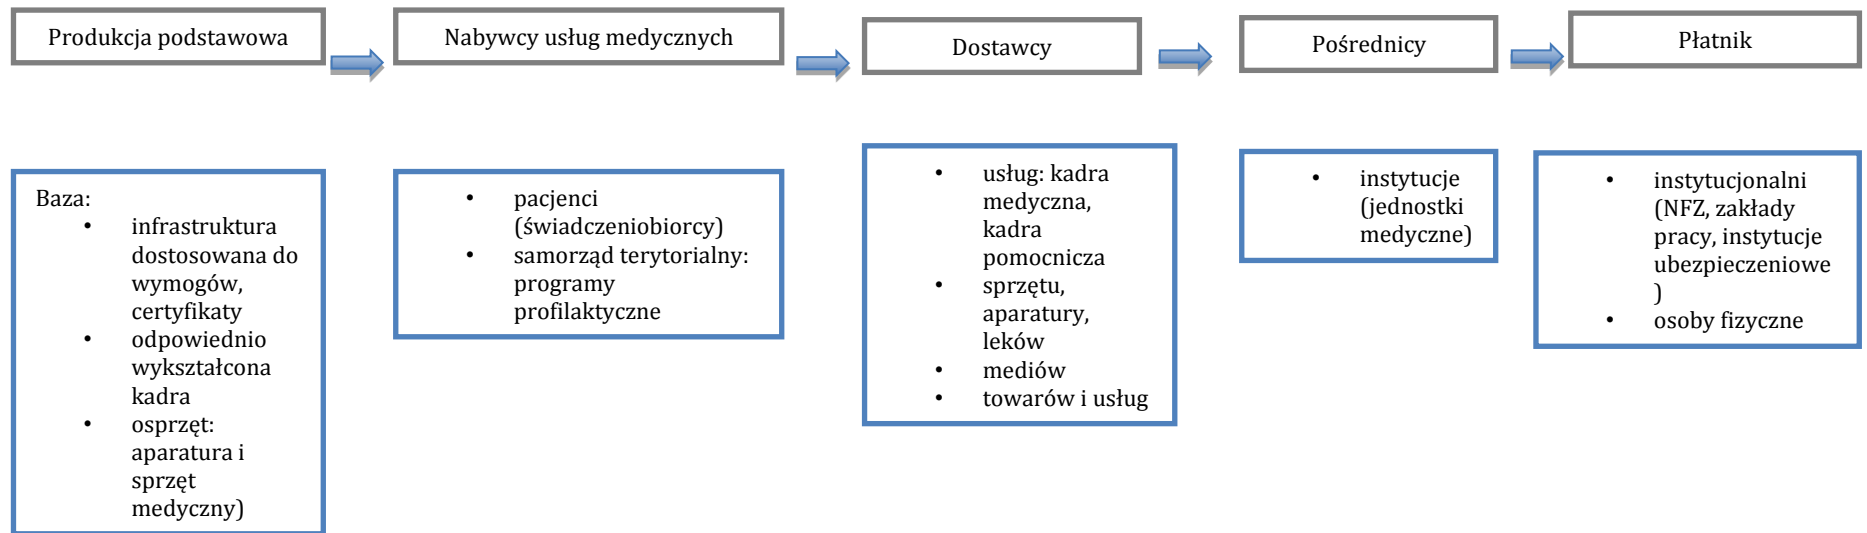 Produkcja podstawowa
Nabywcy usług medycznych
Dostawcy
Pośrednicy
Płatnik
Baza:
• infrastruktura
dostosowana do
wymogów,
certyfikaty
• odpowiednio
wykształcona
kadra
• osprzęt:
aparatura i
sprzęt
medyczny)
• pacjenci
(świadczeniobiorcy)
• samorząd terytorialny:
programy
profilaktyczne
• usług: kadra
medyczna,
kadra
pomocnicza
• sprzętu,
aparatury,
leków
• mediów
• towarów i usług
• instytucje
(jednostki
medyczne)
• instytucjonalni
(NFZ, zakłady
pracy, instytucje
ubezpieczeniowe
)
• osoby fizyczne